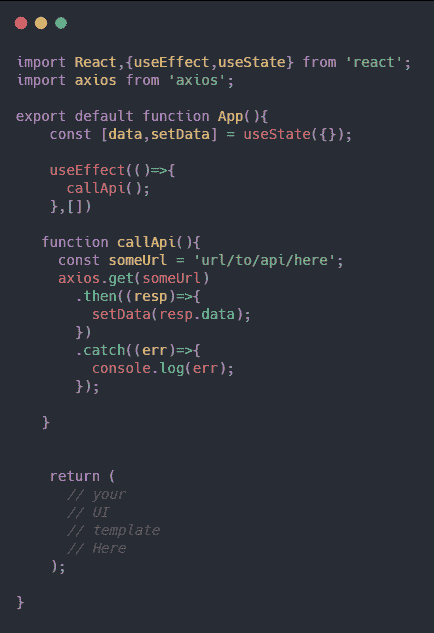 import React,{useEffect,useState} from 'react';
import axios from 'axios';
export default function App(){
const [data,setData] = useState({});
useEffect(()=>{
callApi();
},[])
function callApi(){
const someUrl = 'url/to/api/here';
axios.get(someUrl)
.then((resp)=>{
setData(resp.data);
})
.catch((err)=>{
console.log(err);
});
}
return (
// your
// UI
// template
// Here
);
}